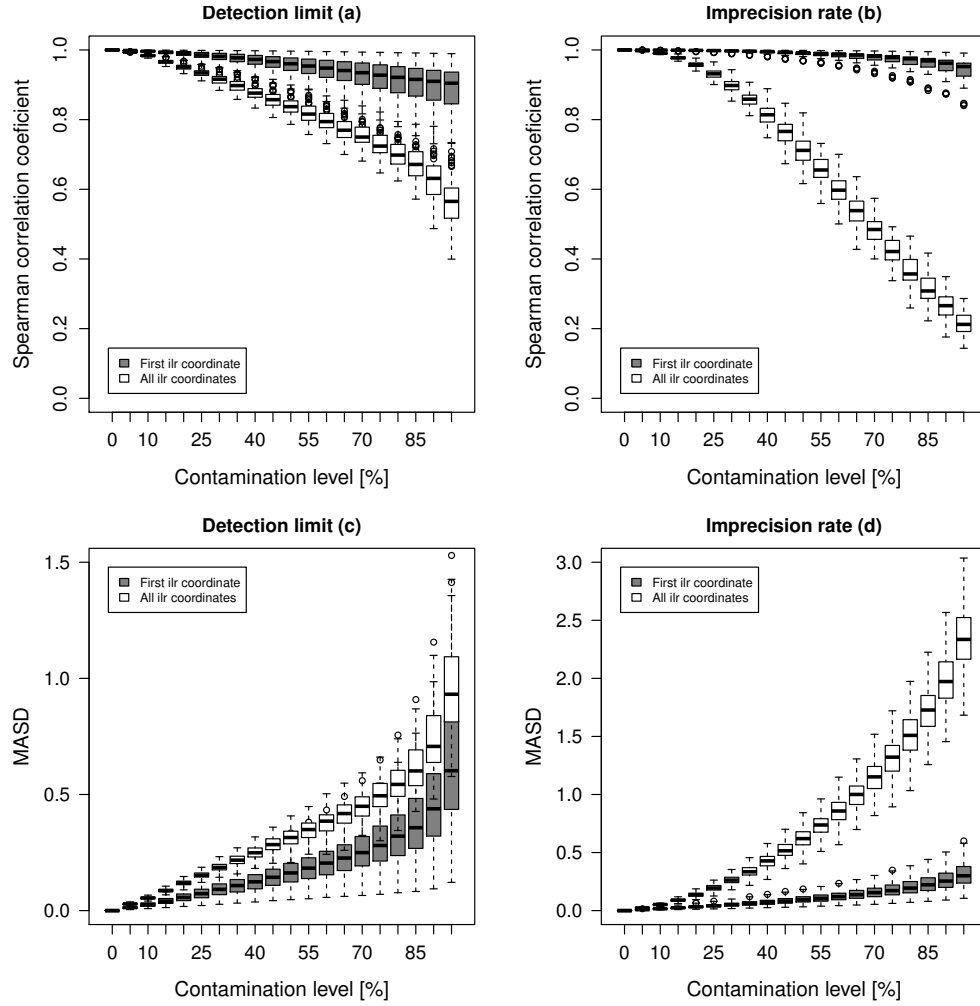 Detection limit (a)
Spearman correlation coeficient
0.0 0.2 0.4 0.6 0.8 1.0
First ilr coordinate
All ilr coordinates
0 10 25 40 55 70 85
Contamination level [%]
Imprecision rate (b)
Spearman correlation coeficient
0.0 0.2 0.4 0.6 0.8 1.0
First ilr coordinate
All ilr coordinates
0 10 25 40 55 70 85
Contamination level [%]
Detection limit (c)
MASD
0.0 0.5 1.0 1.5
First ilr coordinate
All ilr coordinates
0 10 25 40 55 70 85
Contamination level [%]
Imprecision rate (d)
MASD
0.0 0.5 1.0 1.5 2.0 2.5 3.0
First ilr coordinate
All ilr coordinates
0 10 25 40 55 70 85
Contamination level [%]